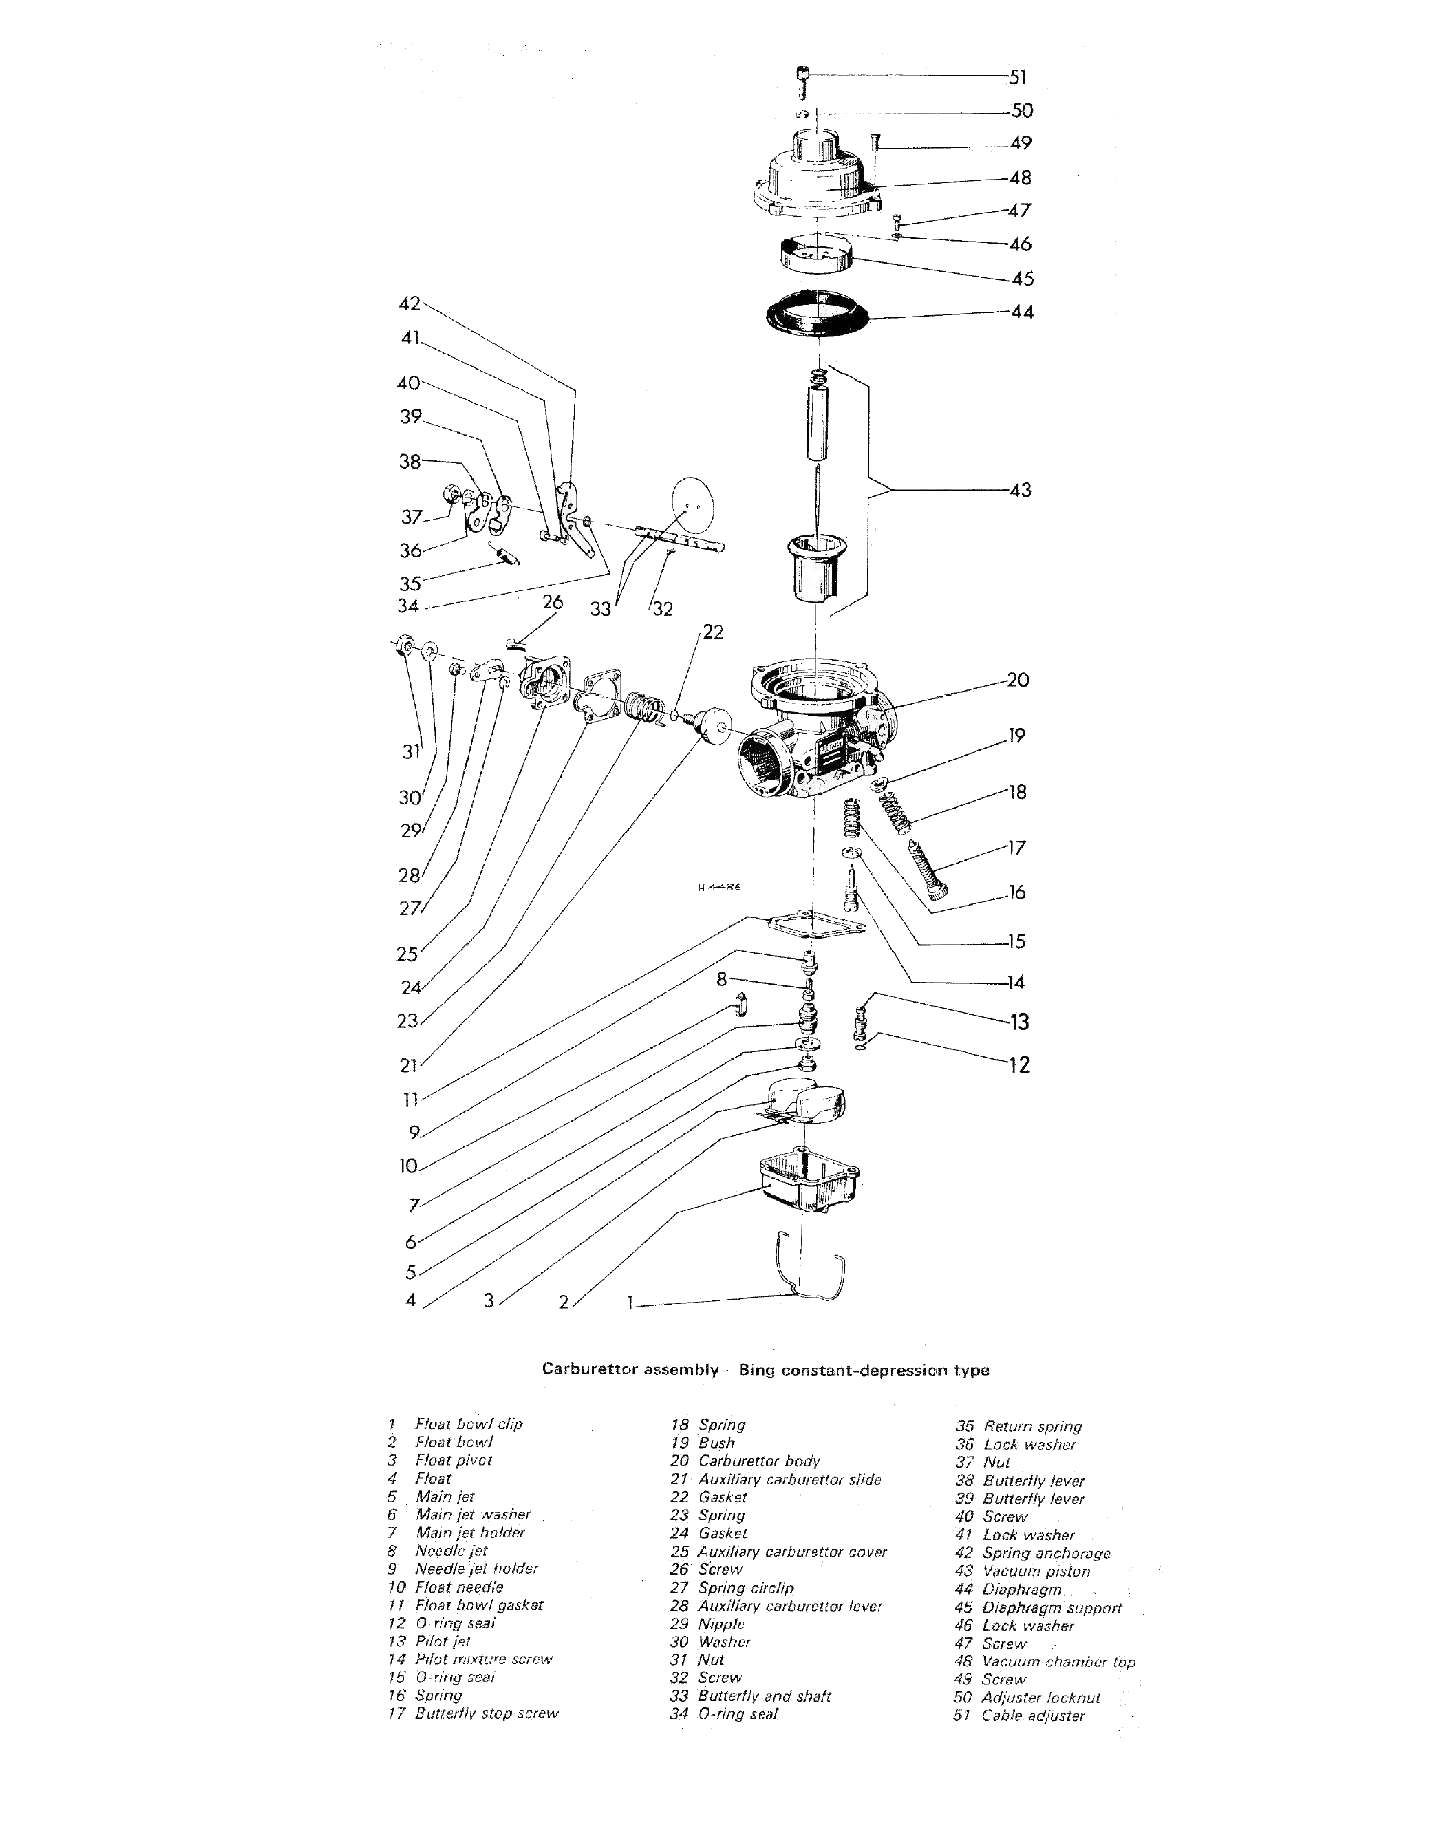 51
50
49
48
47
46
45
44
42
41
40
39
38
37
36
35
34
43
26
33
32
22
20
19
18
17
16
15
14
13
12
31
30
29
28
27
25
24
23
21
11
8
9
10
7
6
5
4
3
2
1
Carburettor assembly - Bing constant-depression type
1 Float bowl clip
2 Float bowl
3 Float pivot
4 Float
5 Main jet
6 Main jet washer
7 Main jet holder
8 Needle jet
9 Needle jet holder
10 Float needle
11 Float bowl gasket
12 O-ring seal
13 Pilot jet
14 Pilot mixture screw
15 O-ring seal
16 Spring
17 Butterfly stop screw
18 Spring
19 Bush
20 Carburettor body
21 Auxiliary carburettor slide
22 Gasket
23 Spring
24 Gasket
25 Auxiliary carburettor cover
26 Screw
27 Spring circlip
28 Auxiliary carburettor lever
29 Nipple
30 Washer
31 Nut
32 Screw
33 Butterfly and shaft
34 O-ring seal
35 Return spring
36 Lock washer
37 Nut
38 Butterfly lever
39 Butterfly lever
40 Screw
41 Lock washer
42 Spring anchorage
43 Vacuum piston
44 Diaphragm
45 Diaphragm support
46 Lock washer
47 Screw
48 Vacuum chamber top
49 Screw
50 Adjuster locknut
51 Cable adjuster